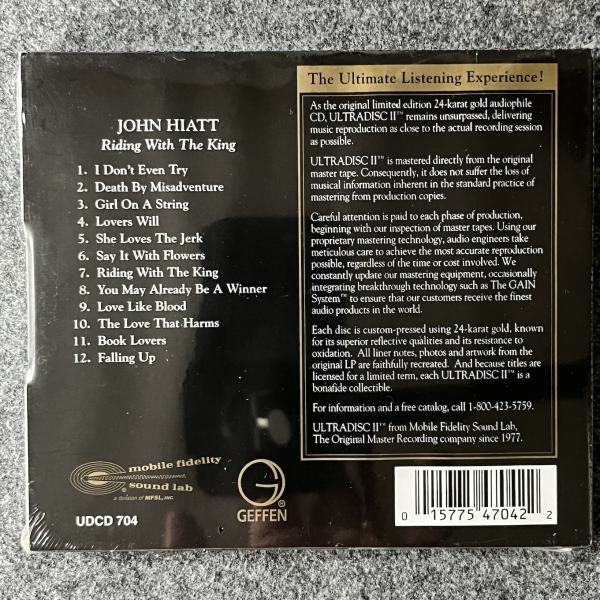 JOHN HIATT
Riding With The King
1. I Don't Even Try
2. Death By Misadventure
3. Girl On A String
4. Lovers Will
5. She Loves The Jerk
6. Say It With Flowers
7. Riding With The King
8. You May Already Be A Winner
9. Love Like Blood
10. The Love That Harms
11. Book Lovers
12. Falling Up
mobile fidelity
sound lab
a division of MFSL, INC.
UDCD 704
G
®
GEFFEN
The Ultimate Listening Experience!
As the original limited edition 24-karat gold audiophile
CD, ULTRADISC II™ remains unsurpassed, delivering
music reproduction as close to the actual recording session
as possible.
ULTRADISC II™ is mastered directly from the original
master tape. Consequently, it does not suffer the loss of
musical information inherent in the standard practice of
mastering from production copies.
Careful attention is paid to each phase of production,
beginning with our inspection of master tapes. Using our
proprietary mastering technology, audio engineers take
meticulous care to achieve the most accurate reproduction
possible, regardless of the time or cost involved. We
constantly update our mastering equipment, occasionally
integrating breakthrough technology such as The GAIN
System™ to ensure that our customers receive the finest
audio products in the world.
Each disc is custom-pressed using 24-karat gold, known
for its superior reflective qualities and its resistance to
oxidation. All liner notes, photos and artwork from the
original LP are faithfully recreated. And because titles are
licensed for a limited term, each ULTRADISC II™ is a
bonafide collectible.
For information and a free catalog, call 1-800-423-5759.
ULTRADISC II™ from Mobile Fidelity Sound Lab,
The Original Master Recording company since 1977.
0 15775 47042 2